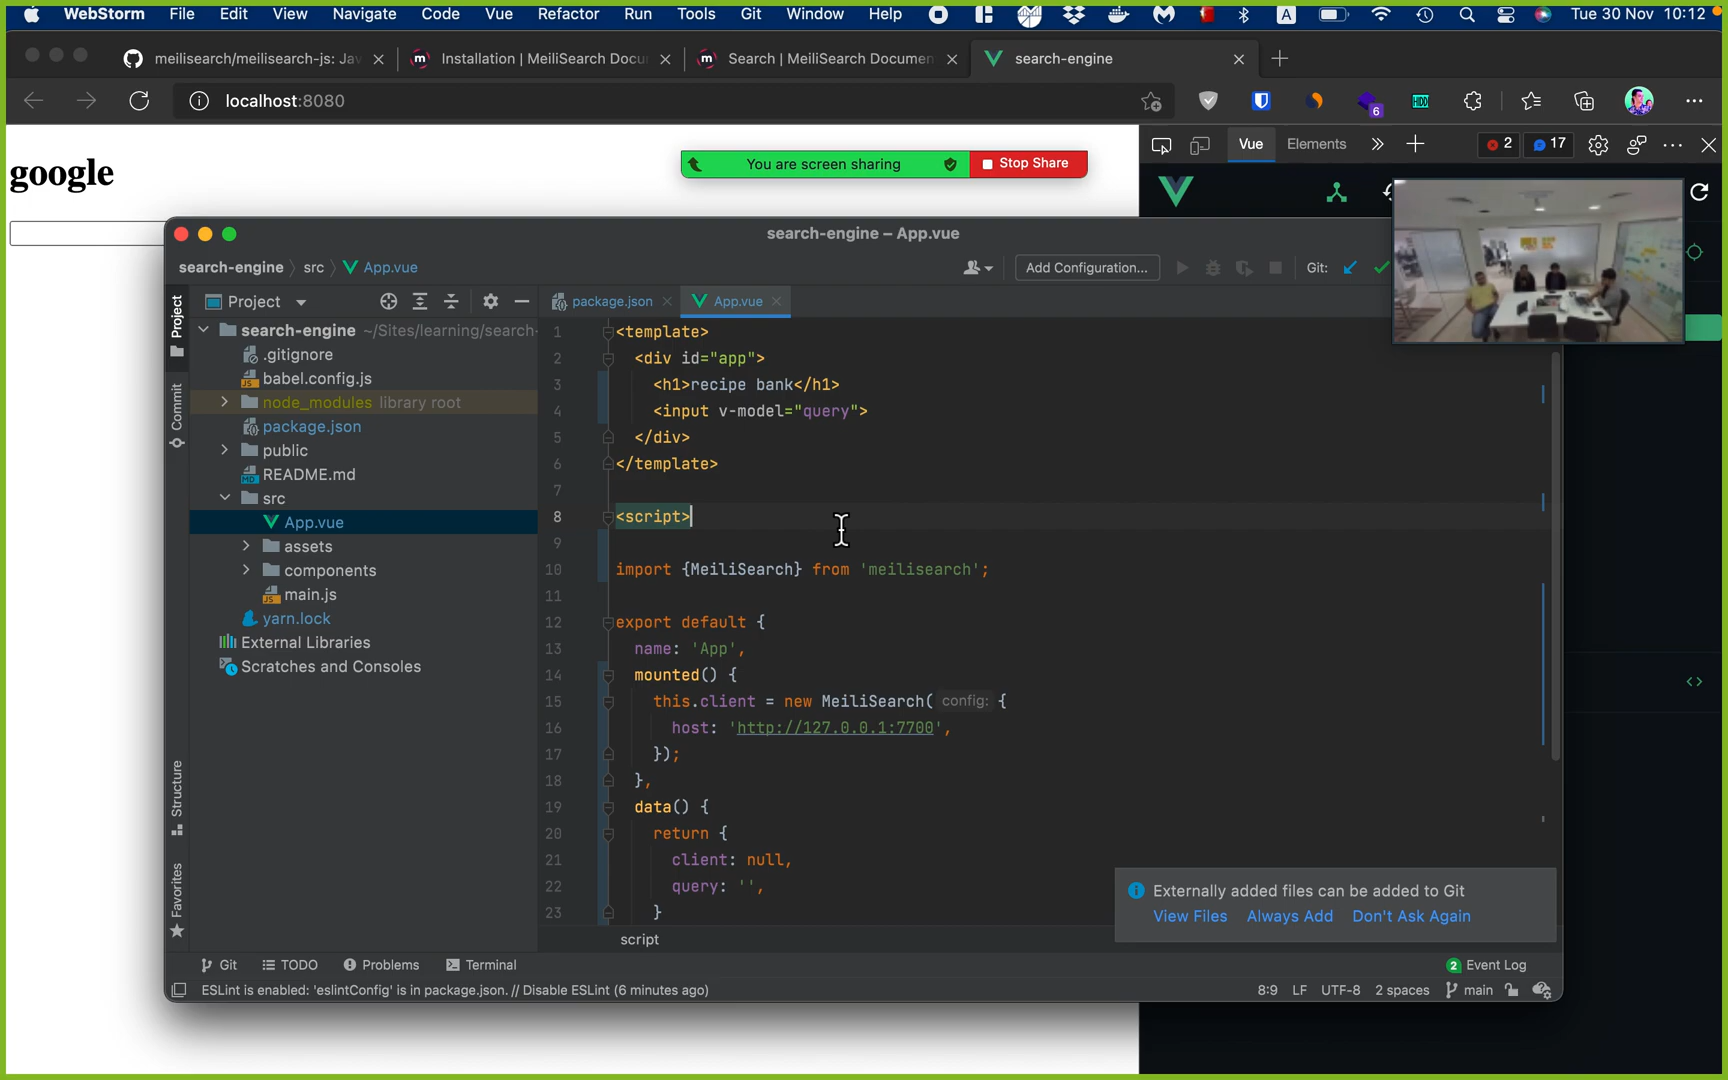 WebStorm File Edit View Navigate Code Vue Refactor Run Tools Git Window Help A Tue 30 Nov 10:12
meilisearch/meilisearch-js: Jav
Installation | MeiliSearch Docu
Search | MeiliSearch Documen
search-engine
localhost:8080
HDD
6
google
You are screen sharing
Stop Share
Vue Elements 2 17
search-engine – App.vue
search-engine src App.vue
Add Configuration...
Git:
Project
package.json
App.vue
Project
Commit
Structure
Favorites
search-engine ~/Sites/learning/search-
.gitignore
babel.config.js
node_modules library root
package.json
public
README.md
src
App.vue
assets
components
main.js
yarn.lock
External Libraries
Scratches and Consoles
1 <template>
2 <div id="app">
3 <h1>recipe bank</h1>
4 <input v-model="query">
5 </div>
6 </template>
7
8 <script>
9
10 import {MeiliSearch} from 'meilisearch';
11
12 export default {
13 name: 'App',
14 mounted() {
15 this.client = new MeiliSearch( config: {
16 host: 'http://127.0.0.1:7700',
17 });
18 },
19 data() {
20 return {
21 client: null,
22 query: '',
23 }
script
Externally added files can be added to Git
View Files Always Add Don't Ask Again
Git TODO Problems Terminal
2 Event Log
ESLint is enabled: 'eslintConfig' is in package.json. // Disable ESLint (6 minutes ago)
8:9 LF UTF-8 2 spaces main